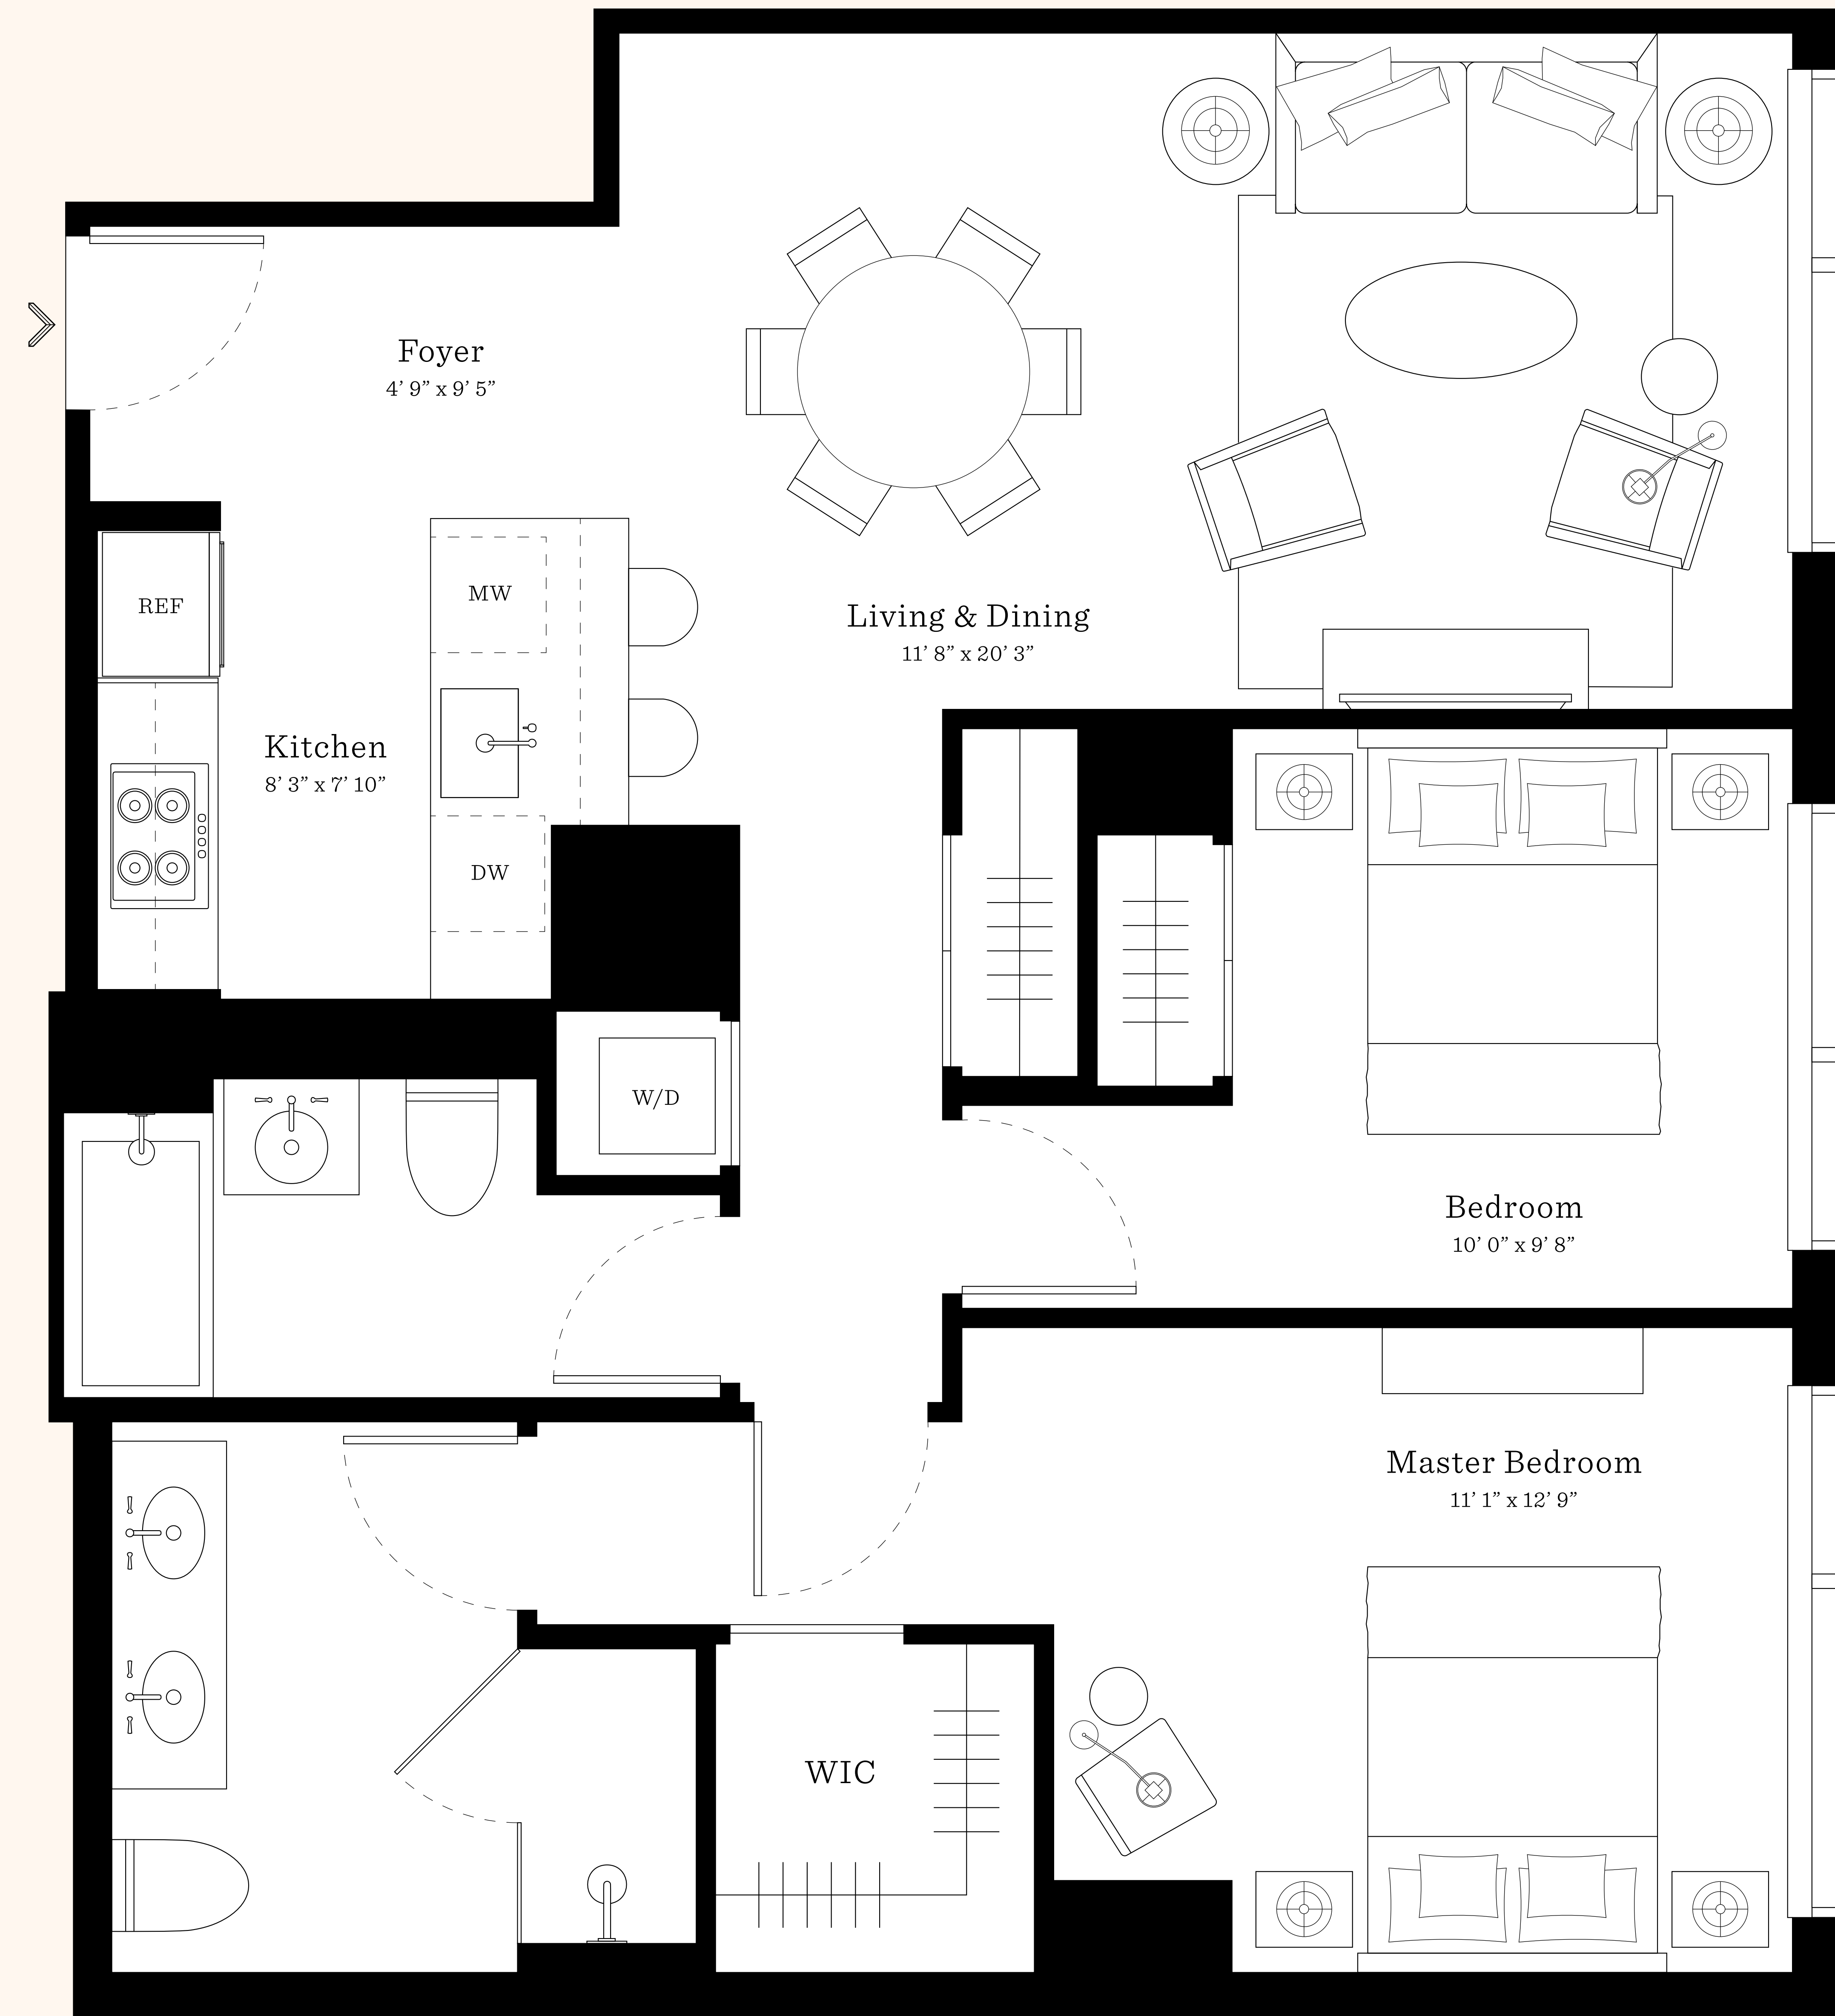 Foyer
4’ 9” x 9’ 5”
REF
MW
Living & Dining
11’ 8” x 20’ 3”
Kitchen
8’ 3” x 7’ 10”
DW
W/D
Bedroom
10’ 0” x 9’ 8”
Master Bedroom
11’ 1” x 12’ 9”
WIC